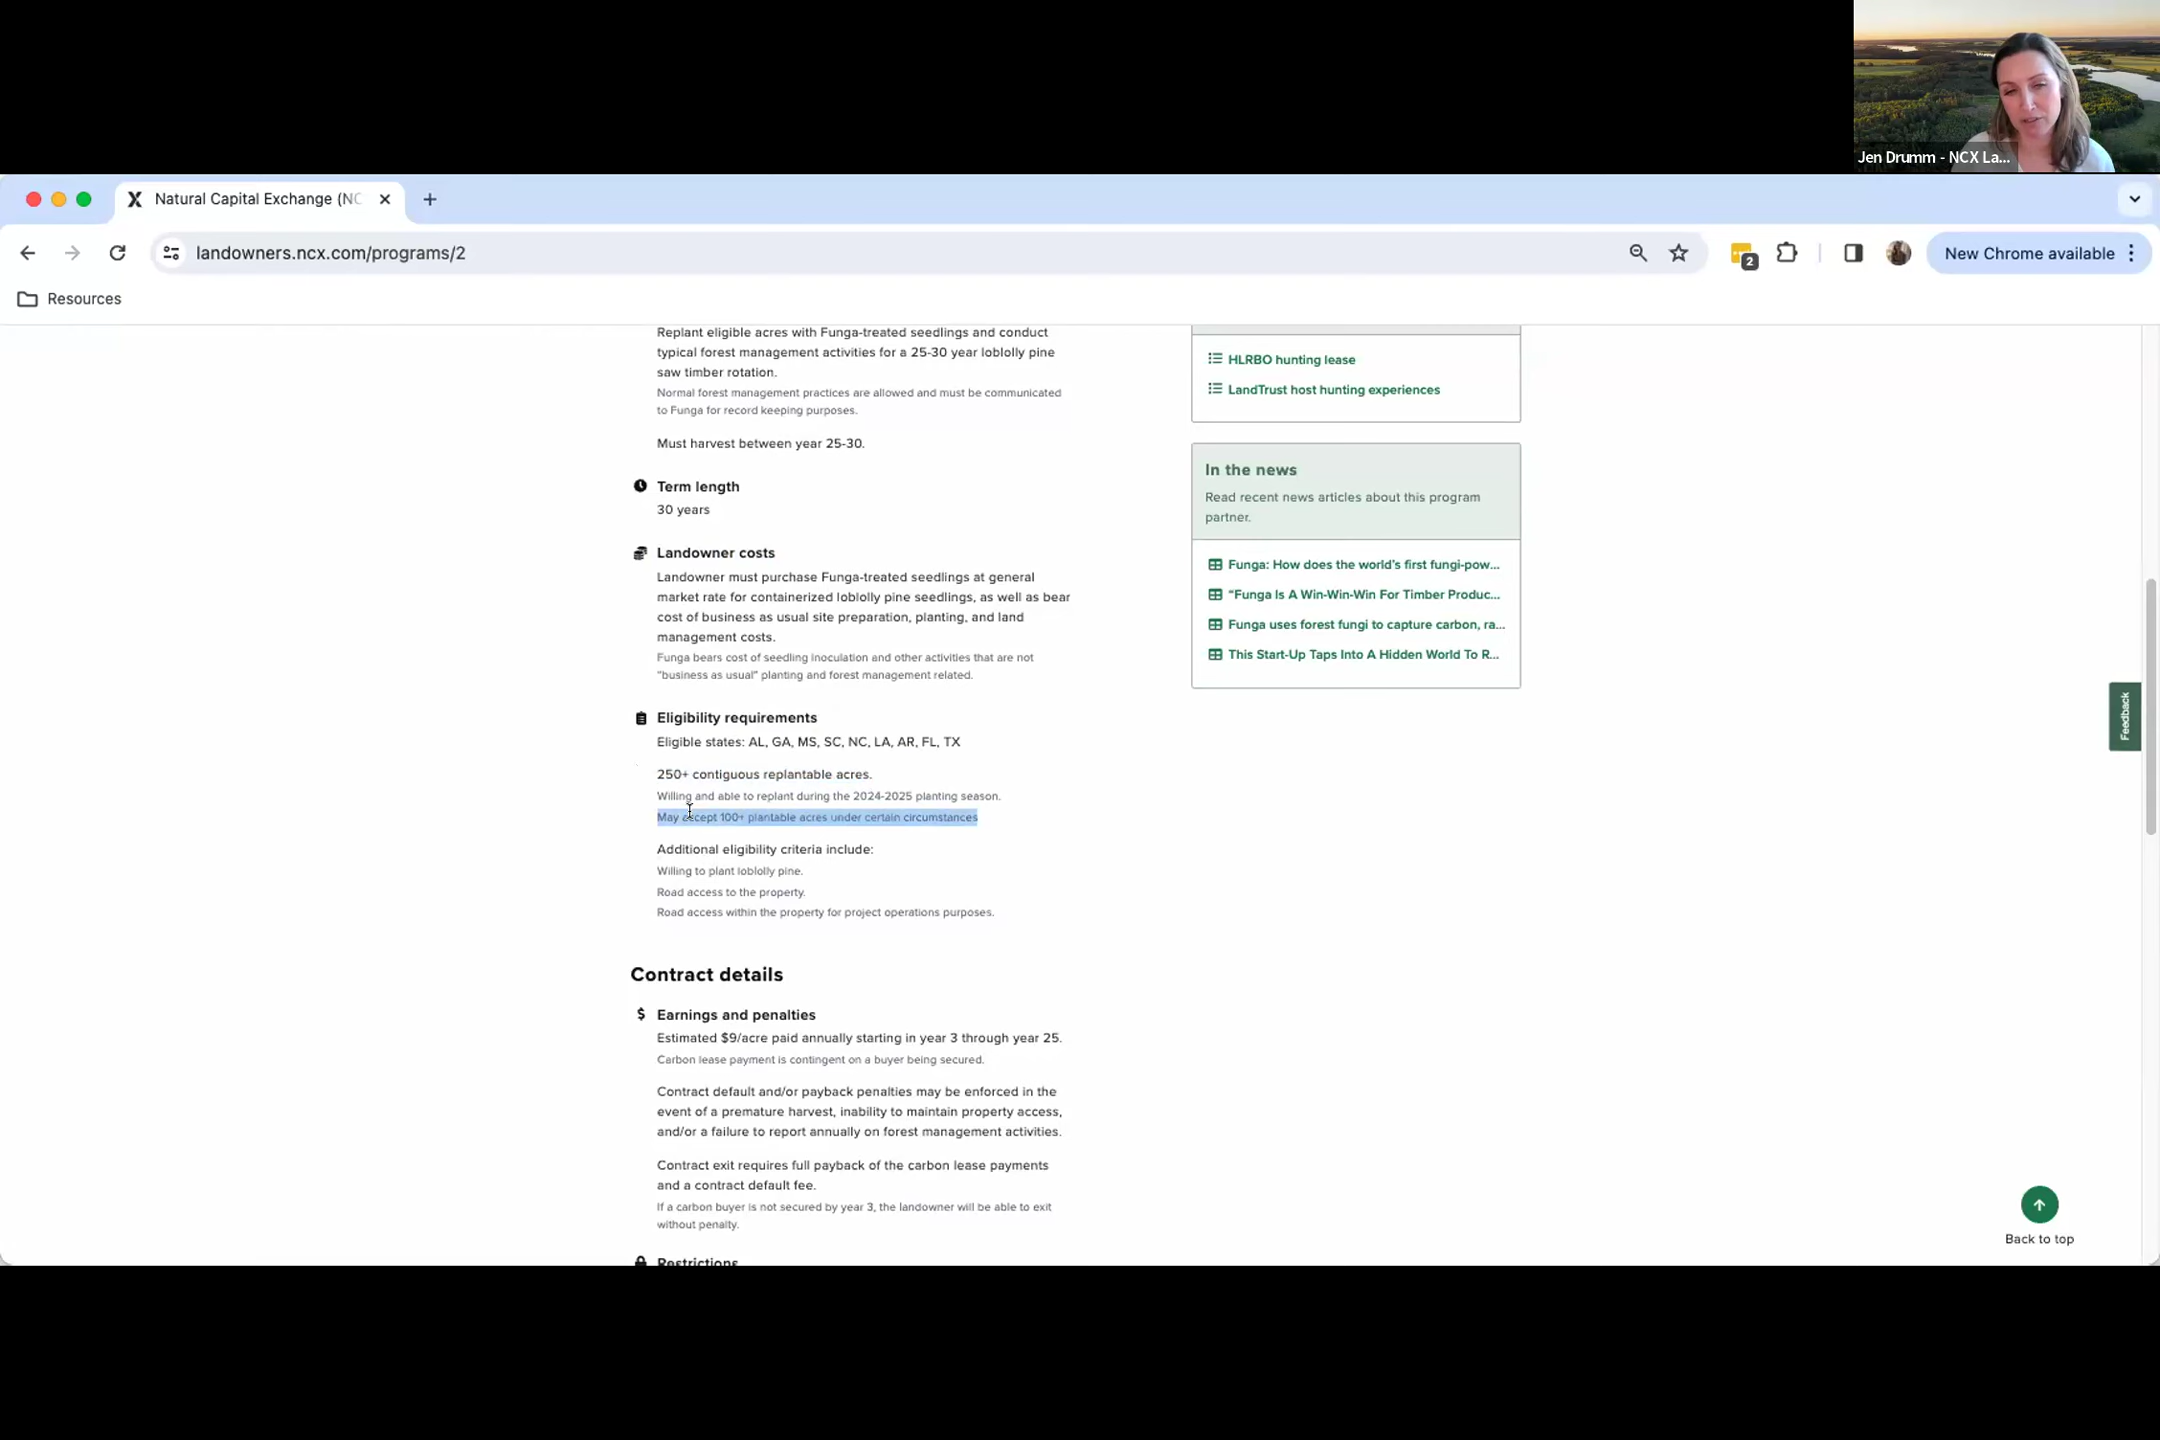 Jen Drumm - NCX La...
Natural Capital Exchange (NC
landowners.ncx.com/programs/2
2
New Chrome available
Resources
Replant eligible acres with Funga-treated seedlings and conduct
typical forest management activities for a 25-30 year loblolly pine
saw timber rotation.
Normal forest management practices are allowed and must be communicated
to Funga for record keeping purposes.
Must harvest between year 25-30.
Term length
30 years
Landowner costs
Landowner must purchase Funga-treated seedlings at general
market rate for containerized loblolly pine seedlings, as well as bear
cost of business as usual site preparation, planting, and land
management costs.
Funga bears cost of seedling inoculation and other activities that are not
"business as usual" planting and forest management related.
Eligibility requirements
Eligible states: AL, GA, MS, SC, NC, LA, AR, FL, TX
250+ contiguous replantable acres.
Willing and able to replant during the 2024-2025 planting season.
May accept 100+ plantable acres under certain circumstances
Additional eligibility criteria include:
Willing to plant loblolly pine.
Road access to the property.
Road access within the property for project operations purposes.
Contract details
Earnings and penalties
Estimated $9/acre paid annually starting in year 3 through year 25.
Carbon lease payment is contingent on a buyer being secured.
Contract default and/or payback penalties may be enforced in the
event of a premature harvest, inability to maintain property access,
and/or a failure to report annually on forest management activities.
Contract exit requires full payback of the carbon lease payments
and a contract default fee.
If a carbon buyer is not secured by year 3, the landowner will be able to exit
without penalty.
Restrictions
HLRBO hunting lease
LandTrust host hunting experiences
In the news
Read recent news articles about this program
partner.
Funga: How does the world's first fungi-pow...
"Funga Is A Win-Win-Win For Timber Produc...
Funga uses forest fungi to capture carbon, ra...
This Start-Up Taps Into A Hidden World To R...
Feedback
Back to top